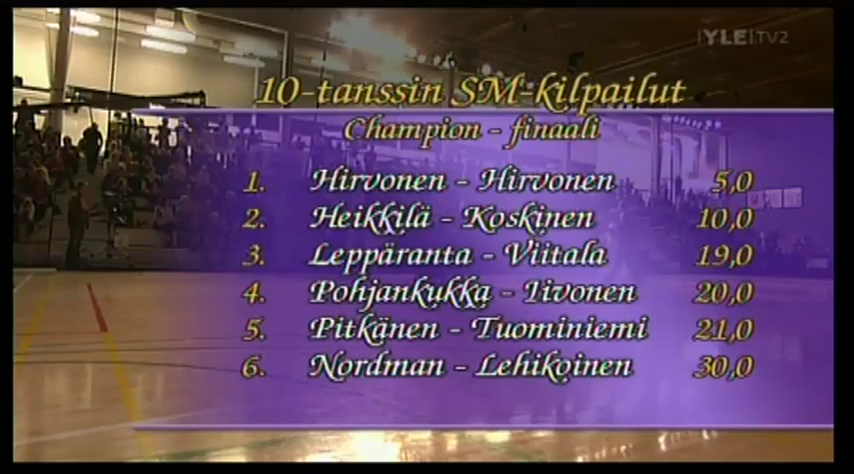 YLE TV2
10-tanssin SM-kilpailut
Champion - finaali
1. Hirvonen - Hirvonen 5,0
2. Heikkilä - Koskinen 10,0
3. Leppäranta - Viitala 19,0
4. Pohjankukka - Iivonen 20,0
5. Pitkänen - Tuominiemi 21,0
6. Nordman - Lehikoinen 30,0